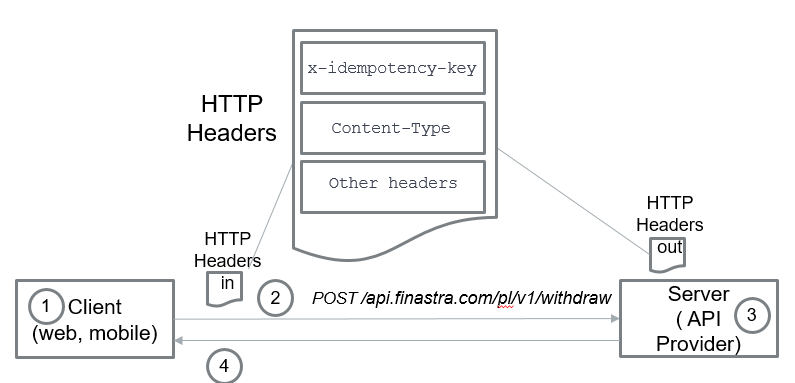 x-idempotency-key
HTTP
Headers
Content-Type
Other headers
HTTP
Headers
out
HTTP
Headers
in
2
POST /api.finastra.com/pl/v1/withdraw
1
Client
(web, mobile)
Server
( API
Provider)
3
4